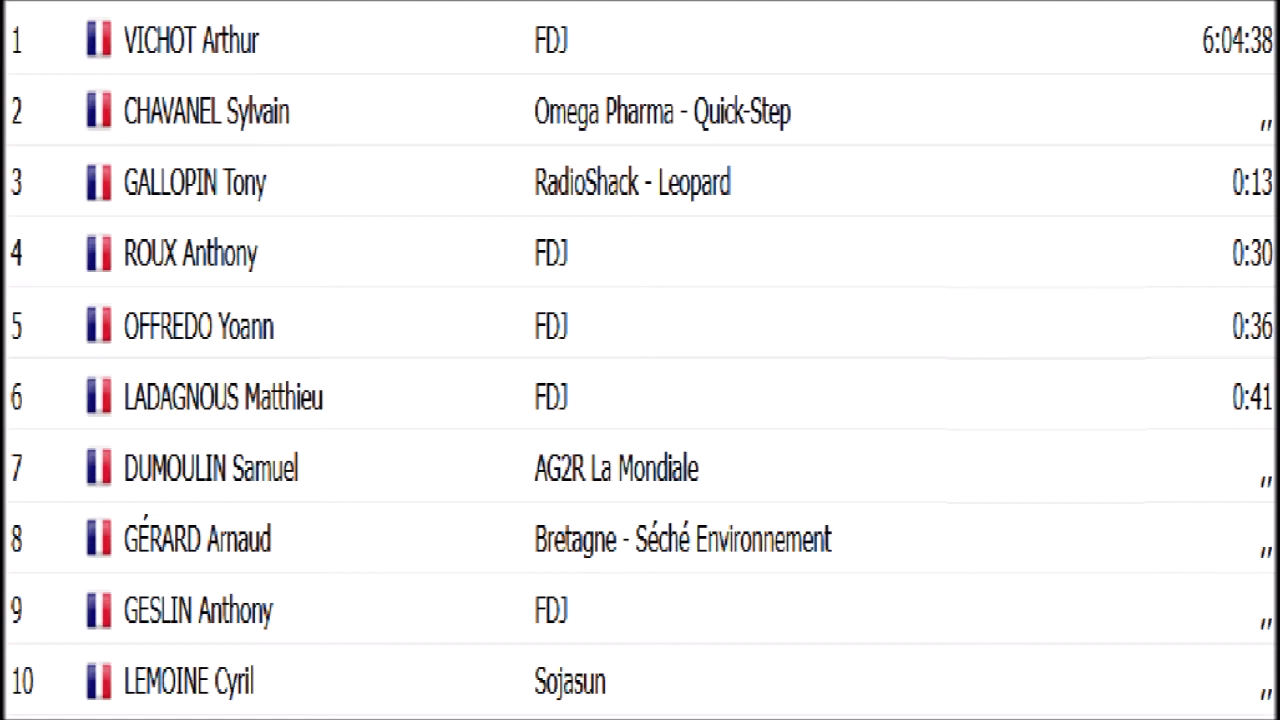 1 VICHOT Arthur FDJ 6:04:38
2 CHAVANEL Sylvain Omega Pharma - Quick-Step ,,
3 GALLOPIN Tony RadioShack - Leopard 0:13
4 ROUX Anthony FDJ 0:30
5 OFFREDO Yoann FDJ 0:36
6 LADAGNOUS Matthieu FDJ 0:41
7 DUMOULIN Samuel AG2R La Mondiale ,,
8 GÉRARD Arnaud Bretagne - Séché Environnement ,,
9 GESLIN Anthony FDJ ,,
10 LEMOINE Cyril Sojasun ,,